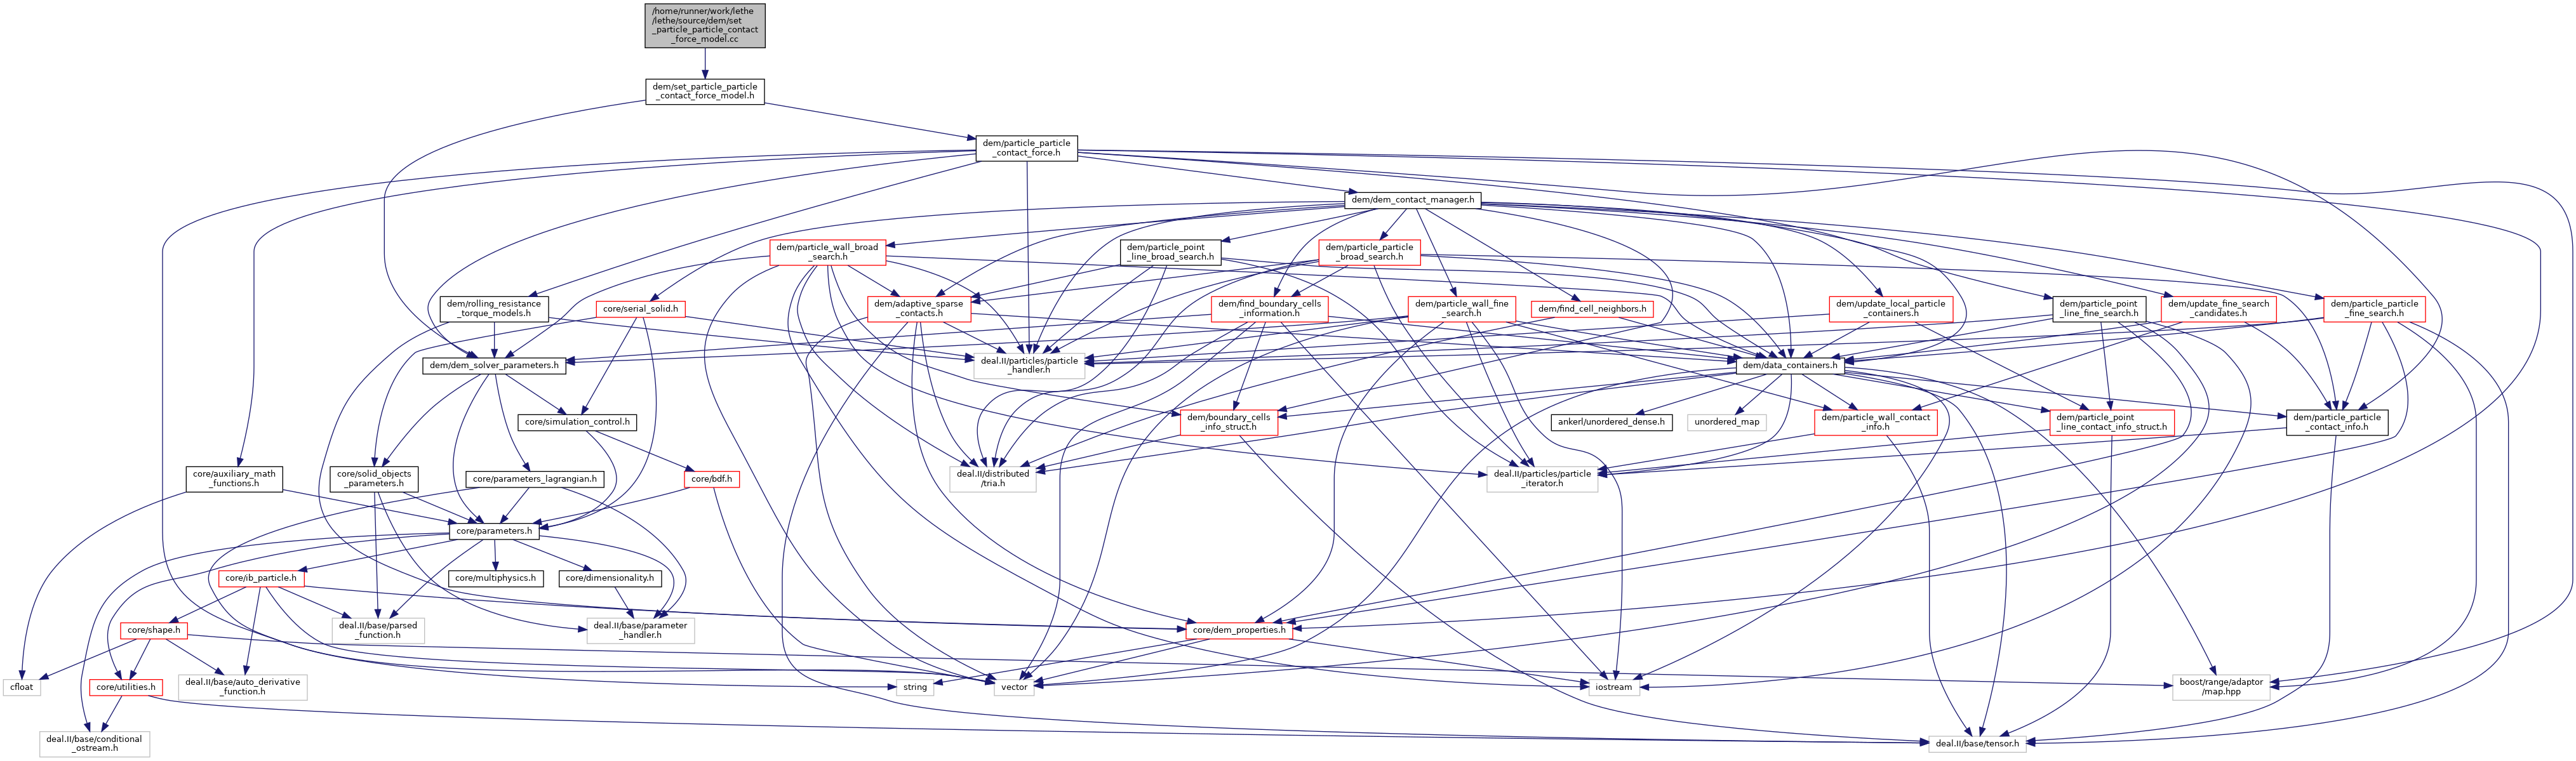 /home/runner/work/lethe
/lethe/source/dem/set
_particle_particle_contact
_force_model.cc
dem/set_particle_particle
_contact_force_model.h
dem/particle_particle
_contact_force.h
dem/dem_contact_manager.h
dem/particle_wall_broad
_search.h
dem/particle_point
_line_broad_search.h
dem/particle_particle
_broad_search.h
dem/rolling_resistance
_torque_models.h
core/serial_solid.h
dem/adaptive_sparse
_contacts.h
dem/find_boundary_cells
_information.h
dem/particle_wall_fine
_search.h
dem/find_cell_neighbors.h
dem/update_local_particle
_containers.h
dem/particle_point
_line_fine_search.h
dem/update_fine_search
_candidates.h
dem/particle_particle
_fine_search.h
dem/dem_solver_parameters.h
deal.II/particles/particle
_handler.h
dem/data_containers.h
core/simulation_control.h
dem/boundary_cells
_info_struct.h
ankerl/unordered_dense.h
unordered_map
dem/particle_wall_contact
_info.h
dem/particle_point
_line_contact_info_struct.h
dem/particle_particle
_contact_info.h
core/auxiliary_math
_functions.h
core/solid_objects
_parameters.h
core/parameters_lagrangian.h
core/bdf.h
deal.II/distributed
/tria.h
deal.II/particles/particle
_iterator.h
core/parameters.h
core/ib_particle.h
core/multiphysics.h
core/dimensionality.h
core/shape.h
deal.II/base/parsed
_function.h
deal.II/base/parameter
_handler.h
core/dem_properties.h
cfloat
core/utilities.h
deal.II/base/auto_derivative
_function.h
string
vector
iostream
boost/range/adaptor
/map.hpp
deal.II/base/conditional
_ostream.h
deal.II/base/tensor.h